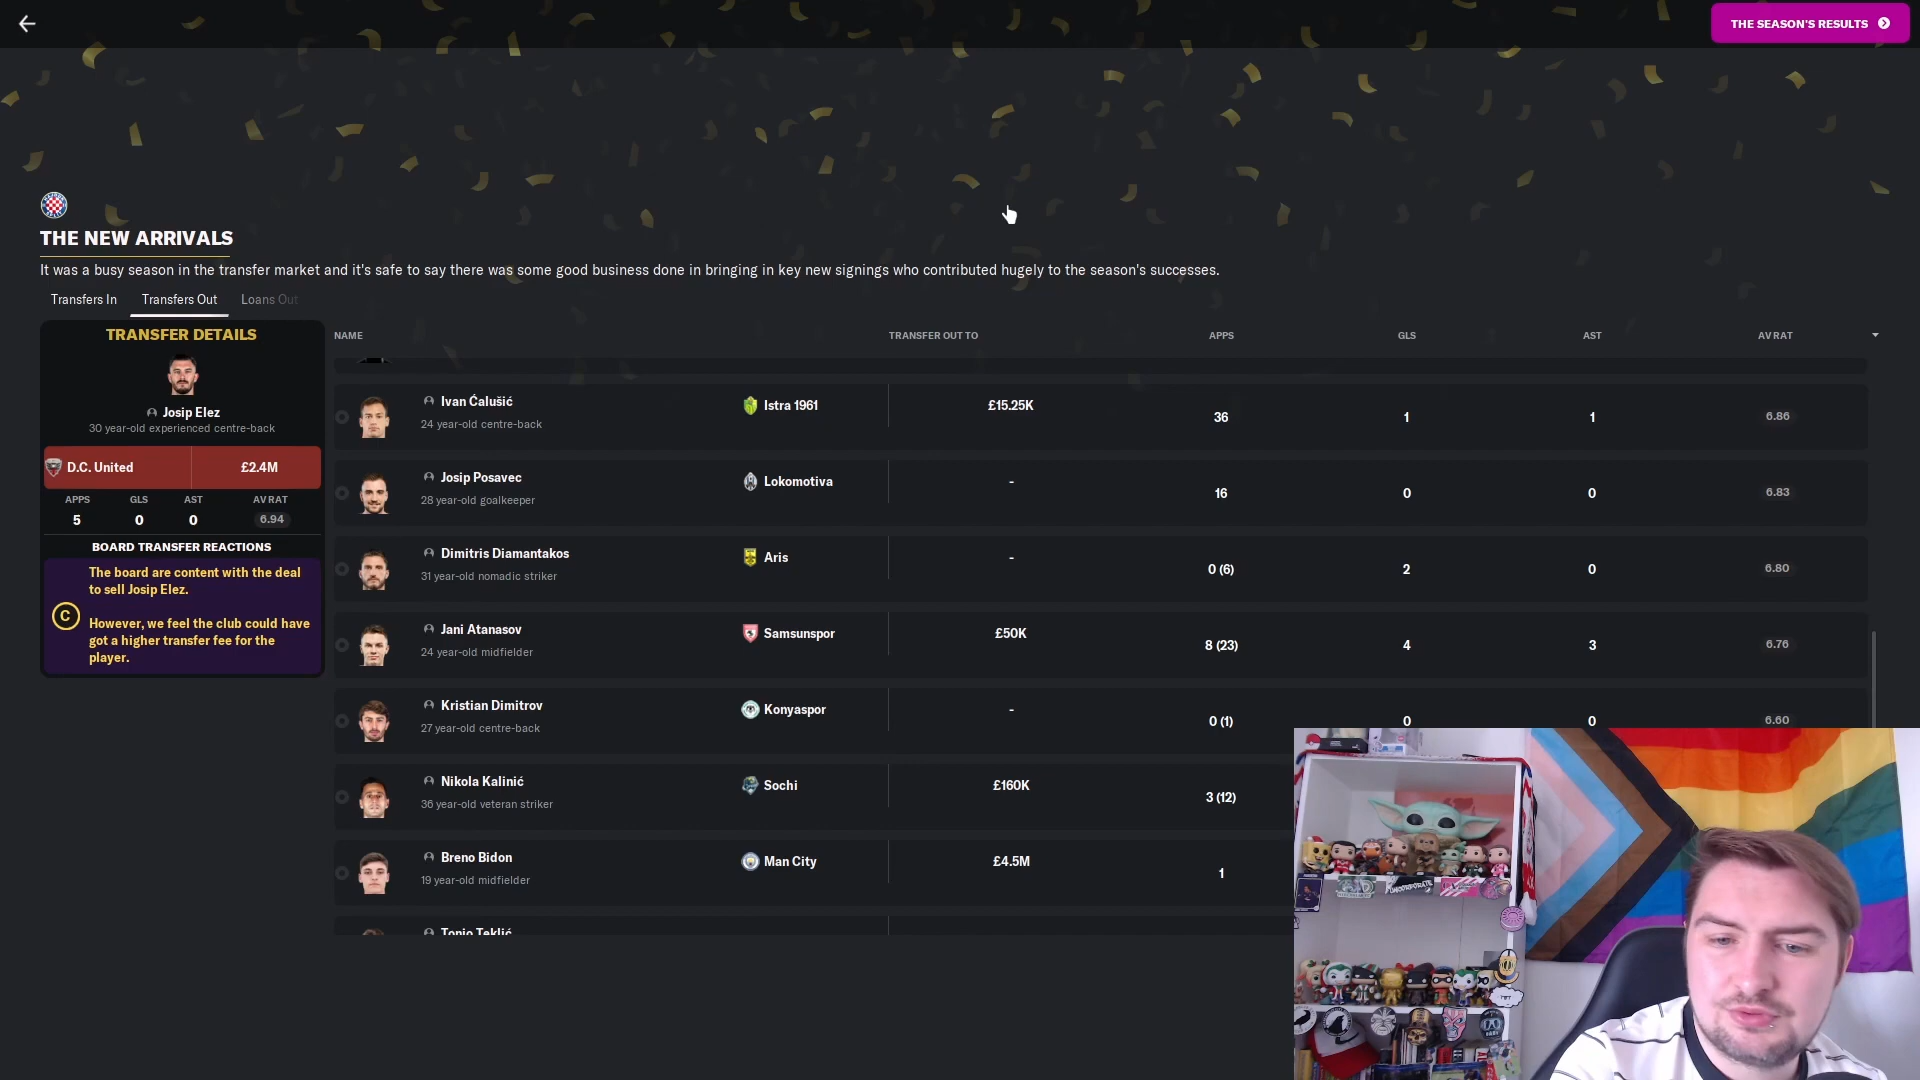 THE SEASON'S RESULTS
THE NEW ARRIVALS
It was a busy season in the transfer market and it's safe to say there was some good business done in bringing in key new signings who contributed hugely to the season's successes.
Transfers In Transfers Out Loans Out
TRANSFER DETAILS
Josip Elez
30 year-old experienced centre-back
D.C. United £2.4M
APPS GLS AST AV RAT
5 0 0 6.94
BOARD TRANSFER REACTIONS
The board are content with the deal
to sell Josip Elez.
C
However, we feel the club could have
got a higher transfer fee for the
player.
NAME TRANSFER OUT TO APPS GLS AST AV RAT
Ivan Ćalušić Istra 1961 £15.25K 36 1 1 6.86
24 year-old centre-back
Josip Posavec Lokomotiva - 16 0 0 6.83
28 year-old goalkeeper
Dimitris Diamantakos Aris - 0 (6) 2 0 6.80
31 year-old nomadic striker
Jani Atanasov Samsunspor £50K 8 (23) 4 3 6.76
24 year-old midfielder
Kristian Dimitrov Konyaspor - 0 (1) 0 0 6.60
27 year-old centre-back
Nikola Kalinić Sochi £160K 3 (12)
36 year-old veteran striker
Breno Bidon Man City £4.5M 1
19 year-old midfielder
Tonio Teklić